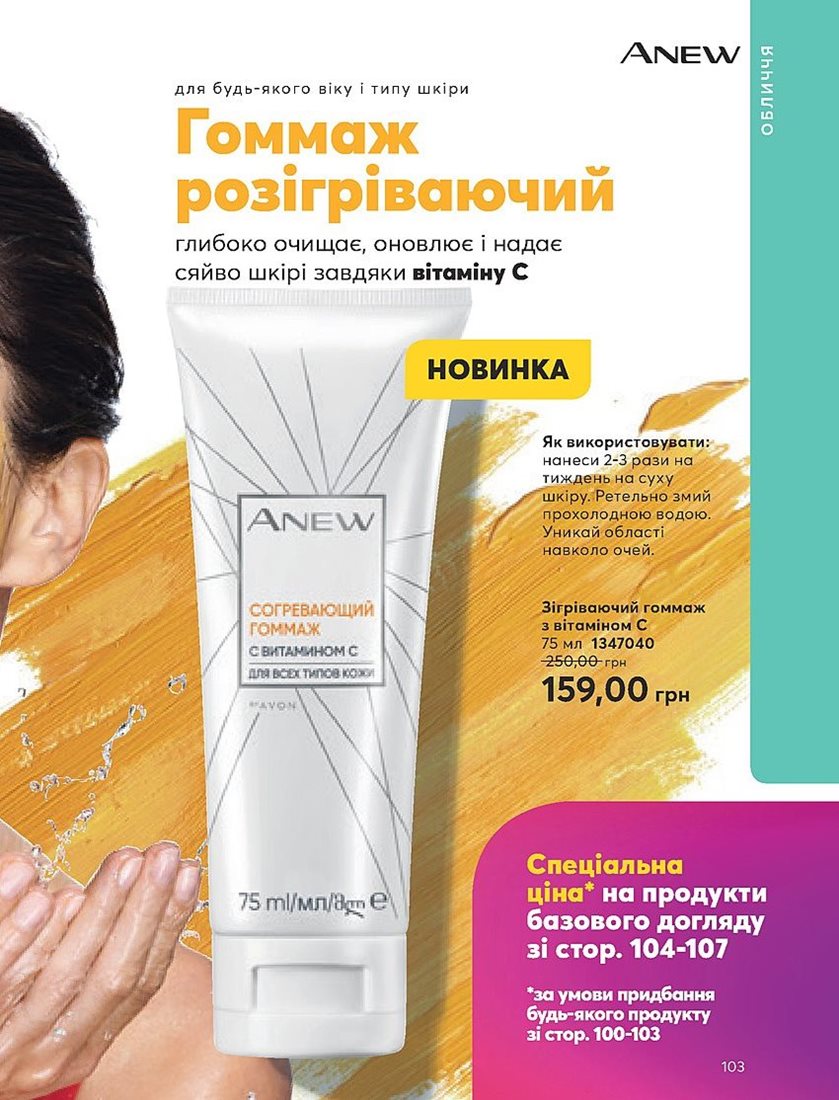 ANEW
ОБЛИЧЧЯ
для будь-якого віку і типу шкіри
Гоммаж
розігріваючий
глибоко очищає, оновлює і надає
сяйво шкірі завдяки вітаміну С
НОВИНКА
Як використовувати:
нанеси 2-3 рази на
тиждень на суху
шкіру. Ретельно змий
прохолодною водою.
Уникай області
навколо очей.
Зігріваючий гоммаж
з вітаміном С
75 мл 1347040
250,00 грн
159,00 грн
ANEW
СОГРЕВАЮЩИЙ
ГОММАЖ
С ВИТАМИНОМ С
ДЛЯ ВСЕХ ТИПОВ КОЖИ
BY AVON
75 ml/мл/მლ e
Спеціальна
ціна* на продукти
базового догляду
зі стор. 104-107
*за умови придбання
будь-якого продукту
зі стор. 100-103
103